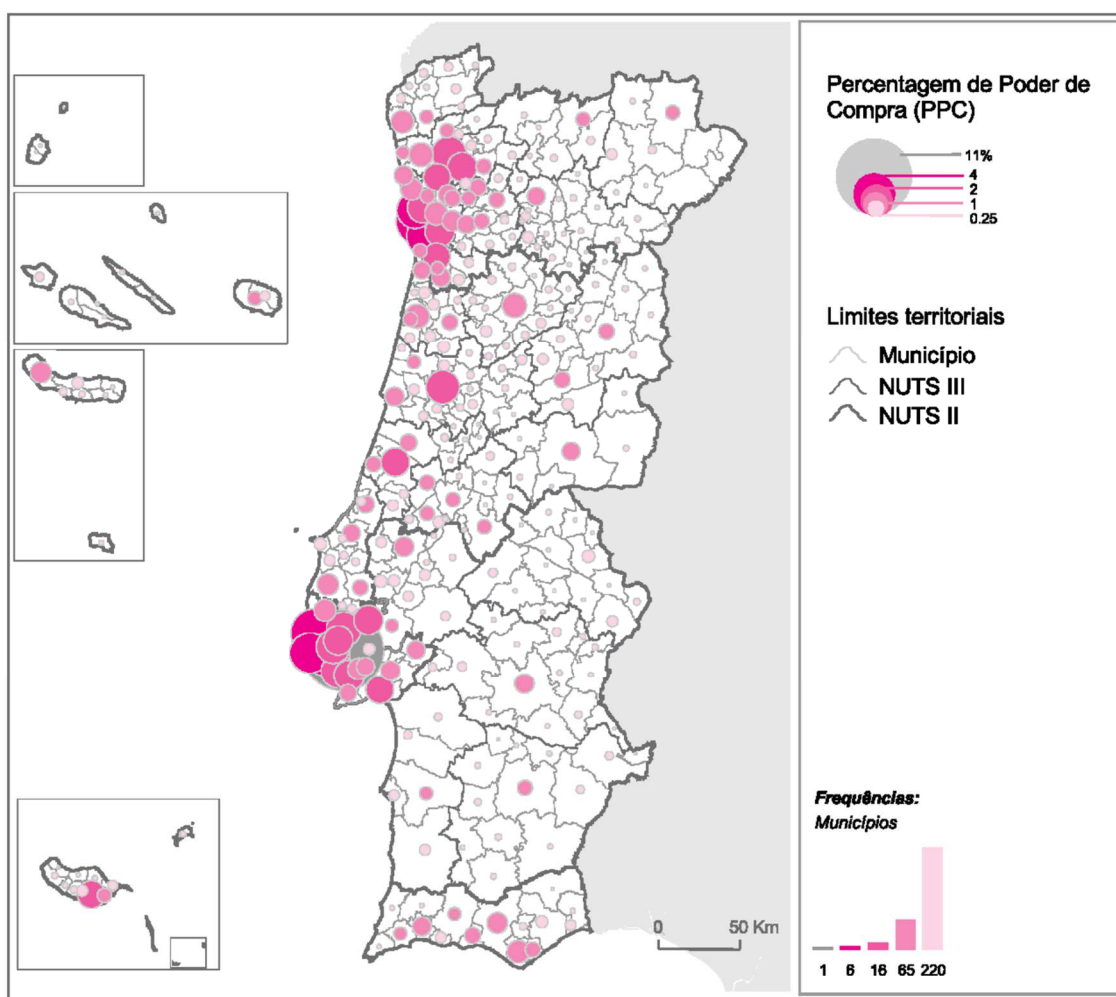 Percentagem de Poder de
Compra (PPC)
11%
4
2
1
0.25
Limites territoriais
Município
NUTS III
NUTS II
0 50 Km
Frequências:
Municípios
1 6 16 65 220